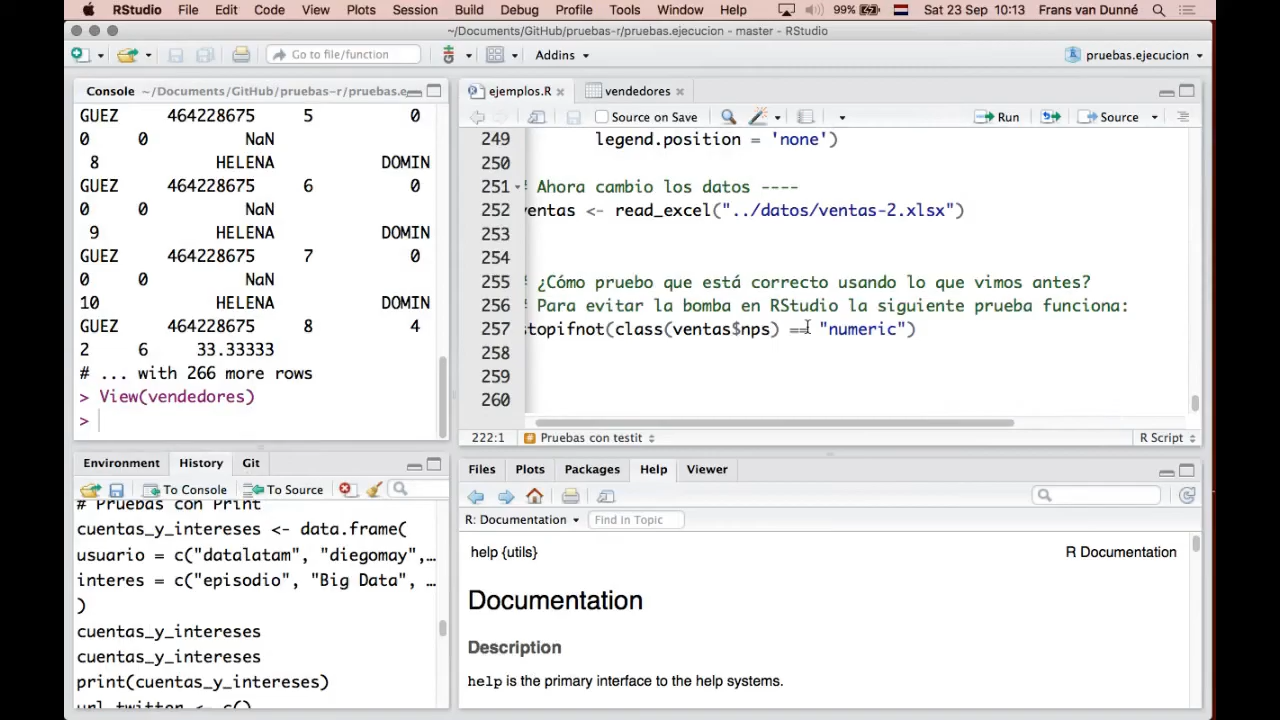 RStudio File Edit Code View Plots Session Build Debug Profile Tools Window Help 99% Sat 23 Sep 10:13 Frans van Dunné
~/Documents/GitHub/pruebas-r/pruebas.ejecucion - master - RStudio
Go to file/function Addins pruebas.ejecucion
Console ~/Documents/GitHub/pruebas-r/pruebas.e
GUEZ 464228675 5 0
0 0 NaN
8 HELENA DOMIN
GUEZ 464228675 6 0
0 0 NaN
9 HELENA DOMIN
GUEZ 464228675 7 0
0 0 NaN
10 HELENA DOMIN
GUEZ 464228675 8 4
2 6 33.33333
# ... with 266 more rows
> View(vendedores)
>
ejemplos.R vendedores
Source on Save Run Source
249 legend.position = 'none')
250
251 # Ahora cambio los datos ----
252 ventas <- read_excel("../datos/ventas-2.xlsx")
253
254
255 # ¿Cómo pruebo que está correcto usando lo que vimos antes?
256 # Para evitar la bomba en RStudio la siguiente prueba funciona:
257 stopifnot(class(ventas$nps) == "numeric")
258
259
260
222:1 Pruebas con testit R Script
Environment History Git
To Console To Source
# Pruebas con Print
cuentas_y_intereses <- data.frame(
usuario = c("datalatam", "diegomay",…
interes = c("episodio", "Big Data", …
)
cuentas_y_intereses
cuentas_y_intereses
print(cuentas_y_intereses)
url_twitter <- c()
Files Plots Packages Help Viewer
R: Documentation Find in Topic
help {utils} R Documentation
Documentation
Description
help is the primary interface to the help systems.